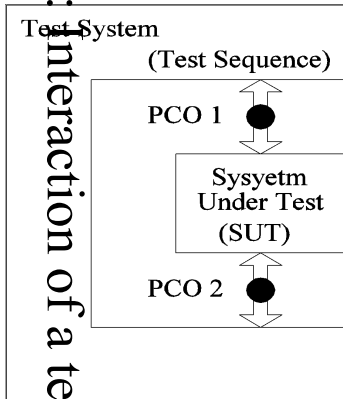 Test System
(Test Sequence)
PCO 1
Sysyetm
Under Test
(SUT)
PCO 2
: interaction of a te